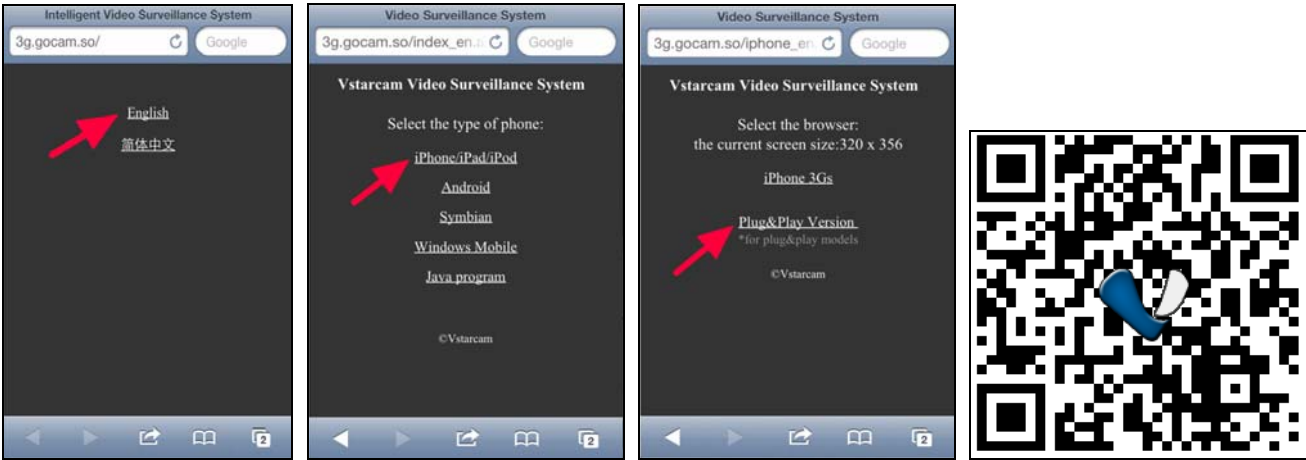 Intelligent Video Surveillance System
3g.gocam.so/
Google
English
简体中文
2
Video Surveillance System
3g.gocam.so/index_en.
Google
Vstarcam Video Surveillance System
Select the type of phone:
iPhone/iPad/iPod
Android
Symbian
Windows Mobile
Java program
©Vstarcam
2
Video Surveillance System
3g.gocam.so/iphone_en
Google
Vstarcam Video Surveillance System
Select the browser:
the current screen size:320 x 356
iPhone 3Gs
Plug&Play Version
*for plug&play models
©Vstarcam
2